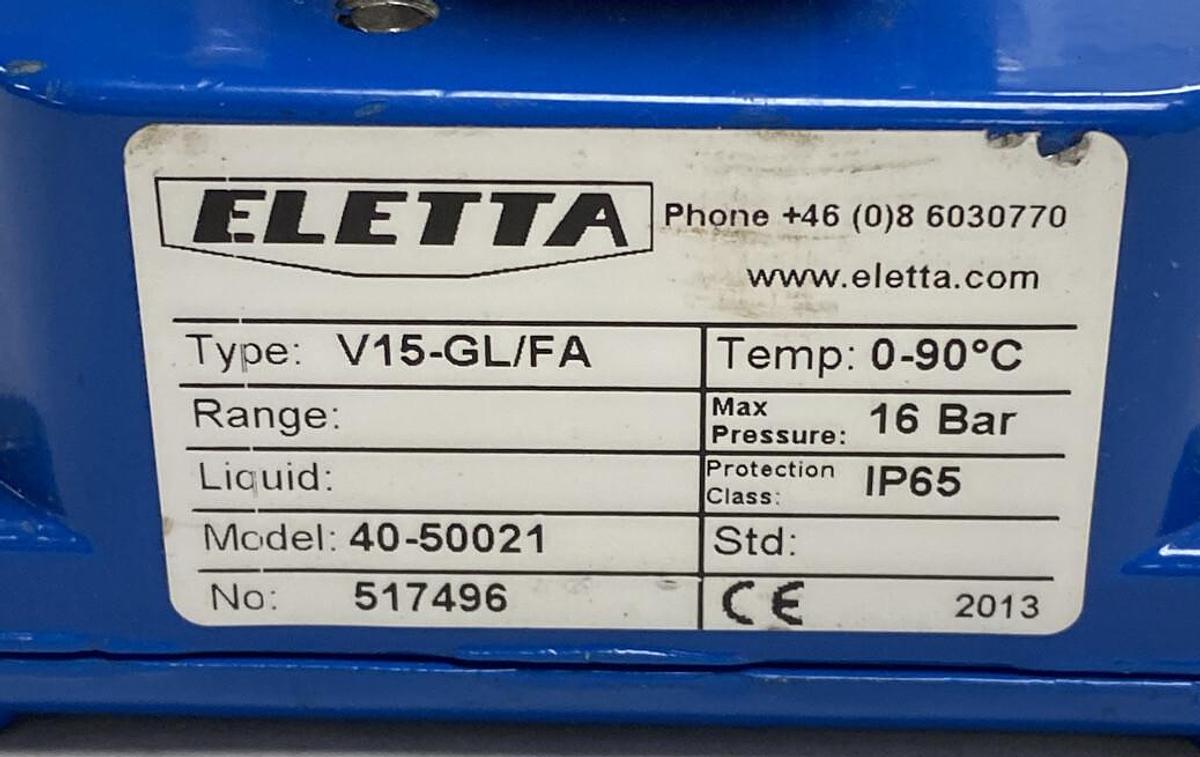 ELETTA Phone +46 (0)8 6030770
www.eletta.com
Type: V15-GL/FA Temp: 0-90°C
Range: Max Pressure: 16 Bar
Liquid: Protection Class: IP65
Model: 40-50021 Std:
No: 517496 CE 2013